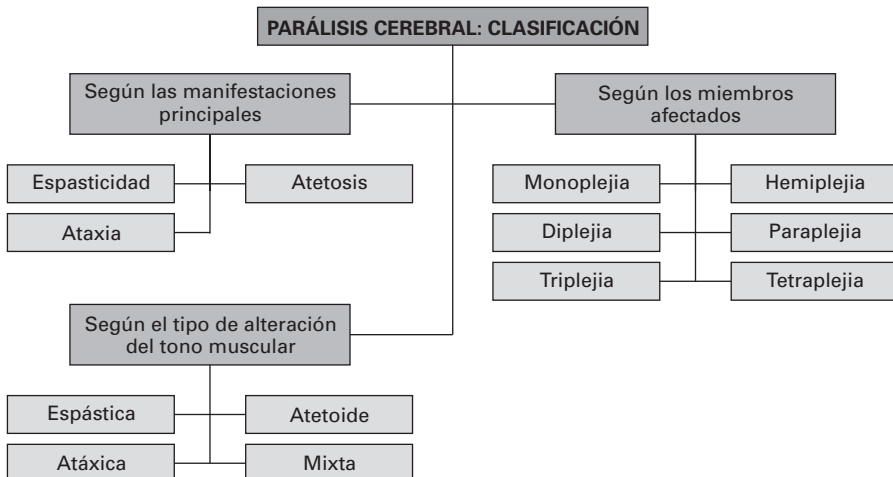 PARÁLISIS CEREBRAL: CLASIFICACIÓN
Según las manifestaciones
principales
Espasticidad
Atetosis
Ataxia
Según los miembros
afectados
Monoplejia
Hemiplejia
Diplejia
Paraplejia
Triplejia
Tetraplejia
Según el tipo de alteración
del tono muscular
Espástica
Atetoide
Atáxica
Mixta